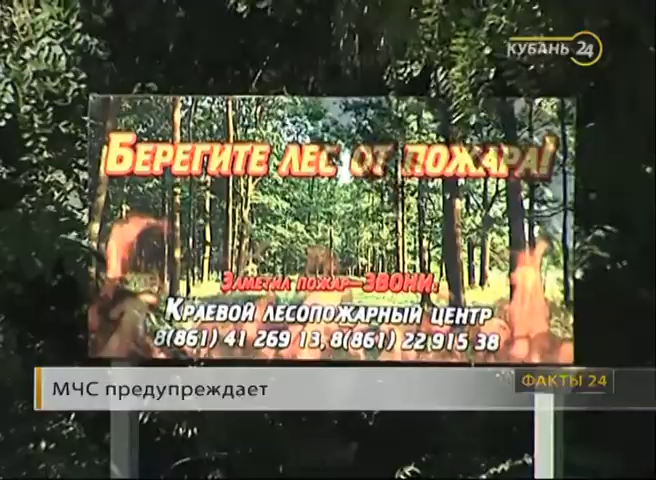 КУБАНЬ 24
БЕРЕГИТЕ ЛЕС ОТ ПОЖАРА!
ЗАМЕТИЛ ПОЖАР-ЗВОНИ:
КРАЕВОЙ ЛЕСОПОЖАРНЫЙ ЦЕНТР
8(861) 41 269 13, 8(861) 22 915 38
МЧС предупреждает
ФАКТЫ 24